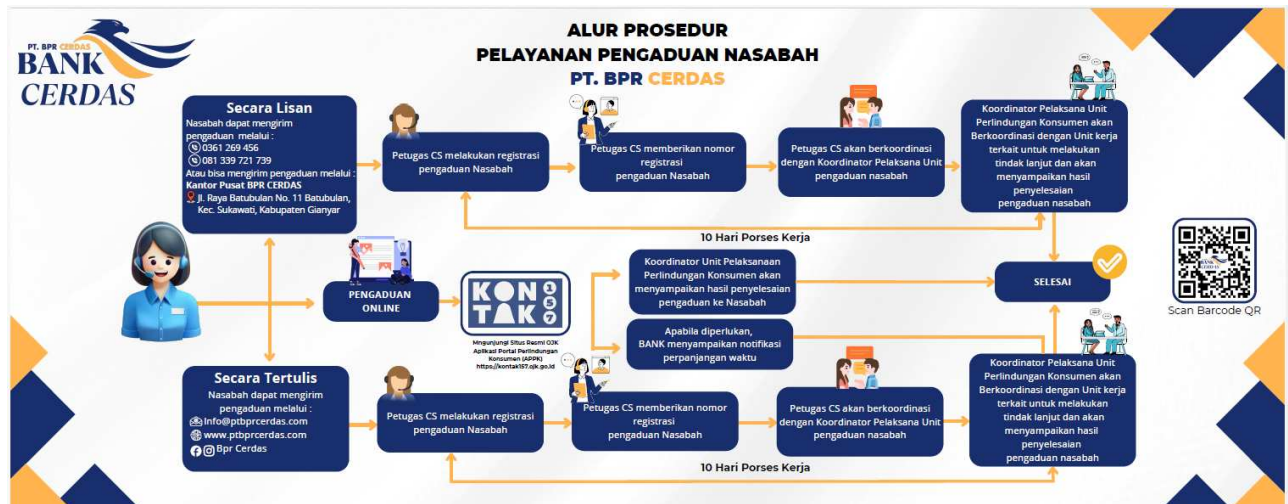 ALUR PROSEDUR
PELAYANAN PENGADUAN NASABAH
PT. BPR CERDAS
PT. BPR CERDAS
BANK
CERDAS
Secara Lisan
Nasabah dapat mengirim
pengaduan melalui :
0361 269 456
081 339 721 739
Atau bisa mengirim pengaduan melalui :
Kantor Pusat BPR CERDAS
Jl. Raya Batubulan No. 11 Batubulan,
Kec. Sukawati, Kabupaten Gianyar
Petugas CS melakukan registrasi
pengaduan Nasabah
Petugas CS memberikan nomor
registrasi
pengaduan Nasabah
Petugas CS akan berkoordinasi
dengan Koordinator Pelaksana Unit
pengaduan nasabah
Koordinator Pelaksana Unit
Perlindungan Konsumen akan
Berkoordinasi dengan Unit kerja
terkait untuk melakukan
tindak lanjut dan akan
menyampaikan hasil
penyelesaian
pengaduan nasabah
10 Hari Porses Kerja
PENGADUAN
ONLINE
KONTAK 157
Mngunjungi Situs Resmi OJK
Aplikasi Portal Perlindungan
Konsumen (APPK)
https://kontak157.ojk.go.id
Koordinator Unit Pelaksanaan
Perlindungan Konsumen akan
menyampaikan hasil penyelesaian
pengaduan ke Nasabah
Apabila diperlukan,
BANK menyampaikan notifikasi
perpanjangan waktu
SELESAI
Scan Barcode QR
Secara Tertulis
Nasabah dapat mengirim
pengaduan melalui :
Info@ptbprcerdas.com
www.ptbprcerdas.com
Bpr Cerdas
Petugas CS melakukan registrasi
pengaduan Nasabah
Petugas CS memberikan nomor
registrasi
pengaduan Nasabah
Petugas CS akan berkoordinasi
dengan Koordinator Pelaksana Unit
pengaduan nasabah
Koordinator Pelaksana Unit
Perlindungan Konsumen akan
Berkoordinasi dengan Unit kerja
terkait untuk melakukan
tindak lanjut dan akan
menyampaikan hasil
penyelesaian
pengaduan nasabah
10 Hari Porses Kerja